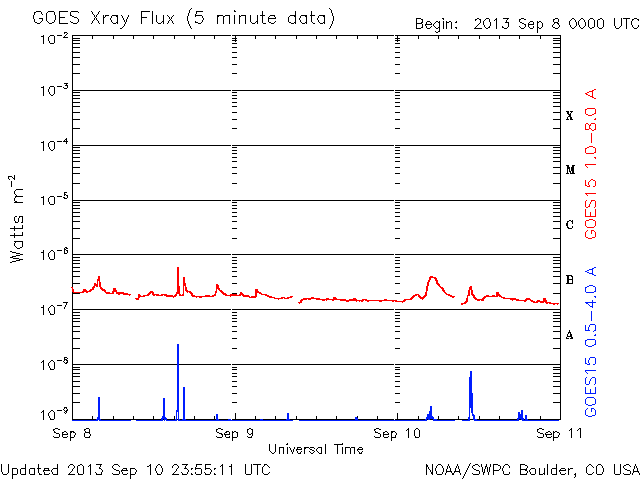 GOES Xray Flux (5 minute data)
Begin: 2013 Sep 8 0000 UTC
10⁻²
10⁻³
10⁻⁴
10⁻⁵
10⁻⁶
10⁻⁷
10⁻⁸
10⁻⁹
Watts m⁻²
X
M
C
B
A
GOES15 1.0-8.0 A
GOES15 0.5-4.0 A
Sep 8
Sep 9
Sep 10
Sep 11
Universal Time
Updated 2013 Sep 10 23:55:11 UTC
NOAA/SWPC Boulder, CO USA